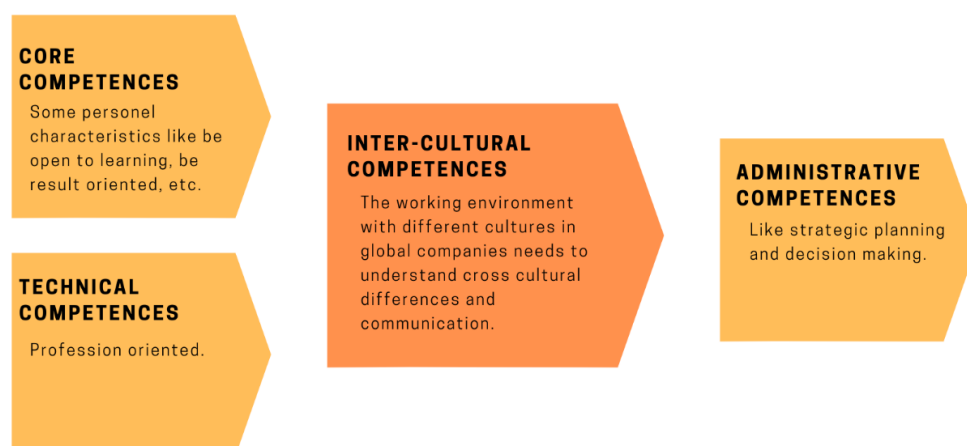 CORE
COMPETENCES
Some personel
characteristics like be
open to learning, be
result oriented, etc.
TECHNICAL
COMPETENCES
Profession oriented.
INTER-CULTURAL
COMPETENCES
The working environment
with different cultures in
global companies needs to
understand cross cultural
differences and
communication.
ADMINISTRATIVE
COMPETENCES
Like strategic planning
and decision making.